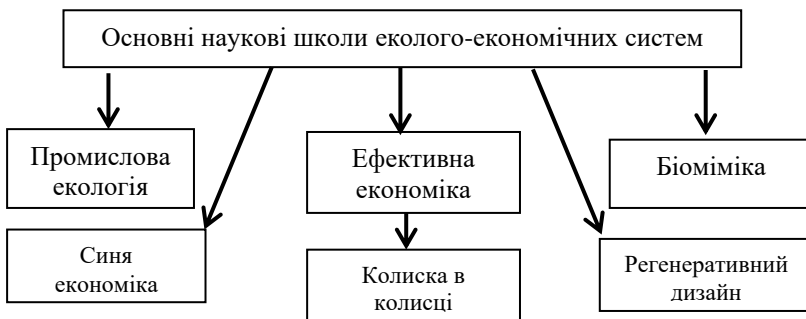 Основні наукові школи еколого-економічних систем
Промислова
екологія
Ефективна
економіка
Біоміміка
Синя
економіка
Колиска в
колисці
Регенеративний
дизайн